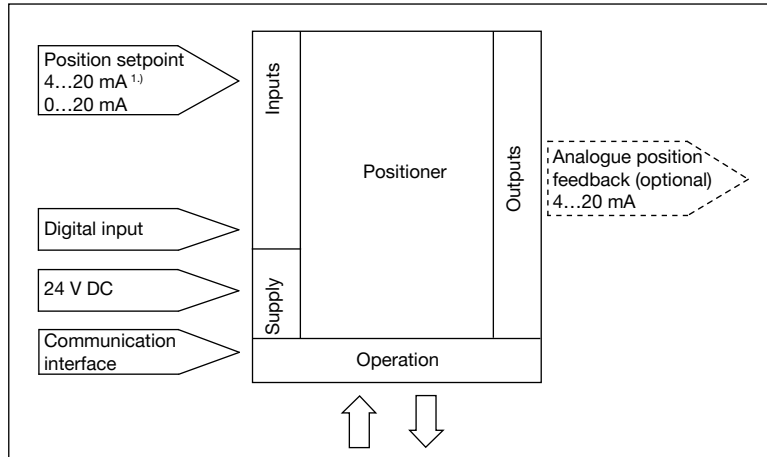 Position setpoint
4...20 mA 1.)
0...20 mA
Digital input
24 V DC
Communication
interface
Inputs
Supply
Positioner
Operation
Outputs
Analogue position
feedback (optional)
4...20 mA